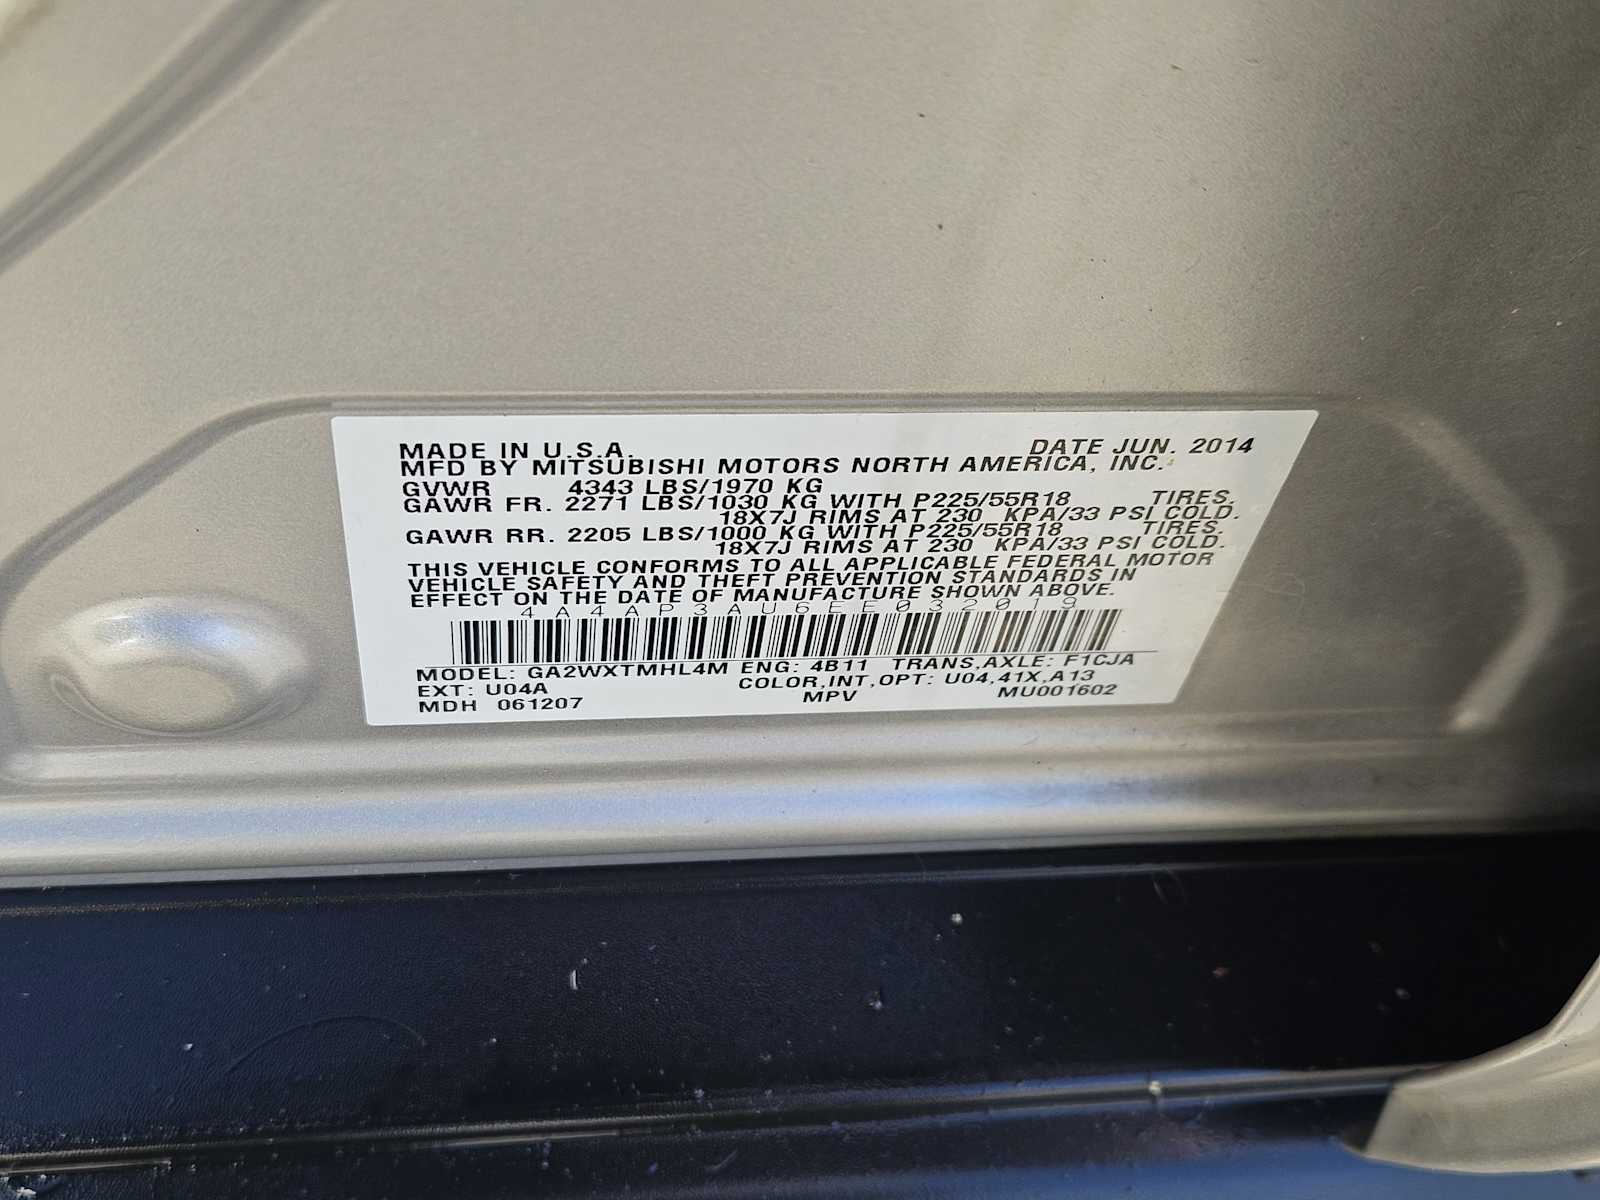 MADE IN U.S.A. DATE JUN. 2014
MFD BY MITSUBISHI MOTORS NORTH AMERICA, INC.
GVWR 4343 LBS/1970 KG
GAWR FR. 2271 LBS/1030 KG WITH P225/55R18 TIRES.
18X7J RIMS AT 230 KPA/33 PSI COLD.
GAWR RR. 2205 LBS/1000 KG WITH P225/55R18 TIRES.
18X7J RIMS AT 230 KPA/33 PSI COLD.
THIS VEHICLE CONFORMS TO ALL APPLICABLE FEDERAL MOTOR
VEHICLE SAFETY AND THEFT PREVENTION STANDARDS IN
EFFECT ON THE DATE OF MANUFACTURE SHOWN ABOVE.
4A4AP3AU6EE032019
MODEL: GA2WXTMHL4M ENG: 4B11 TRANS,AXLE: F1CJA
EXT: U04A COLOR,INT,OPT: U04,41X,A13
MDH 061207 MPV MU001602